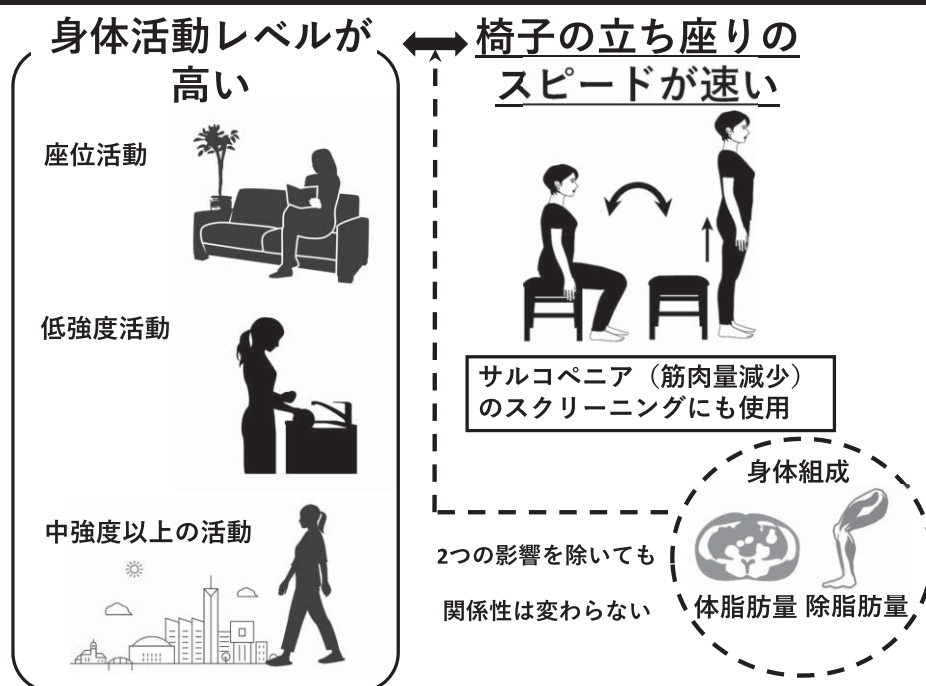 身体活動レベルが
高い
座位活動
低強度活動
中強度以上の活動
椅子の立ち座りの
スピードが速い
サルコペニア（筋肉量減少）
のスクリーニングにも使用
身体組成
体脂肪量 除脂肪量
2つの影響を除いても
関係性は変わらない